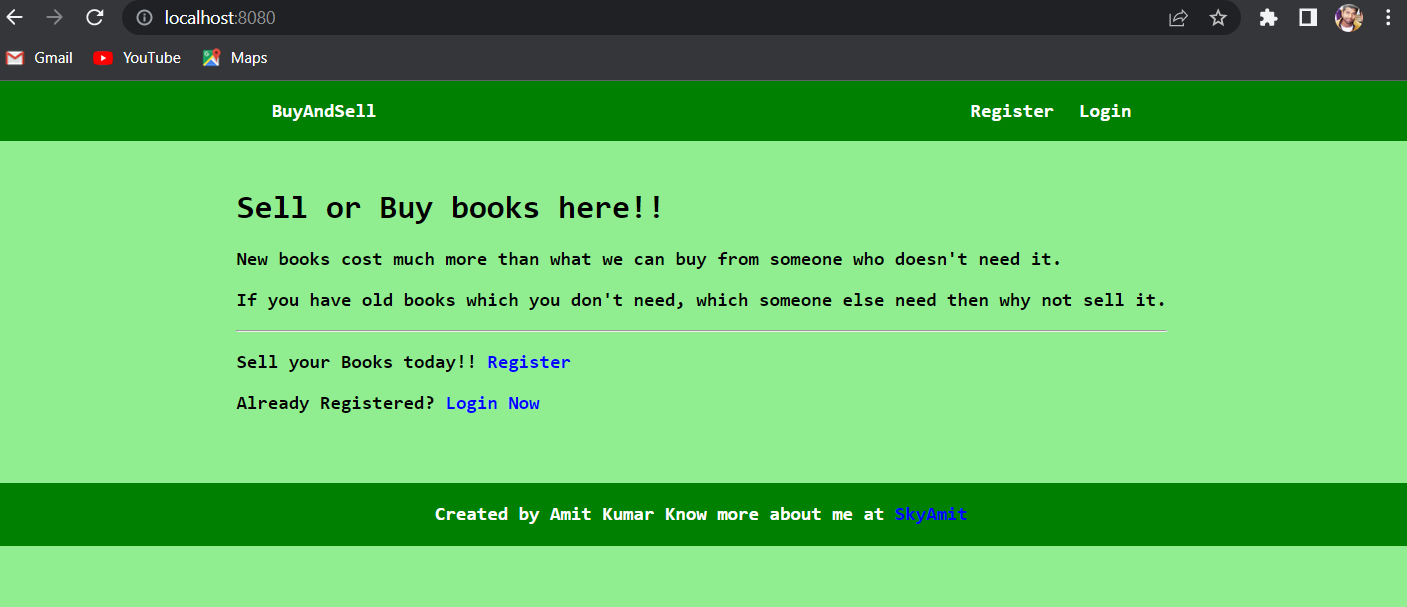 localhost:8080
Gmail YouTube Maps
BuyAndSell Register Login
Sell or Buy books here!!
New books cost much more than what we can buy from someone who doesn't need it.
If you have old books which you don't need, which someone else need then why not sell it.
Sell your Books today!! Register
Already Registered? Login Now
Created by Amit Kumar Know more about me at SkyAmit